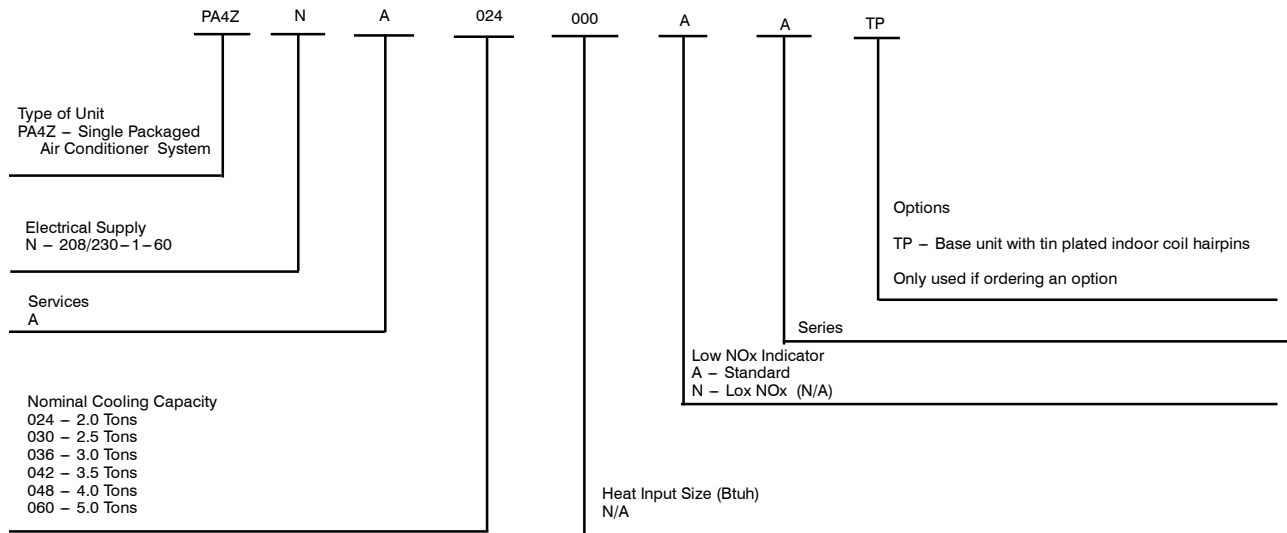 PA4Z N A 024 000 A A TP
Type of Unit
PA4Z – Single Packaged
Air Conditioner System
Electrical Supply
N – 208/230–1–60
Services
A
Nominal Cooling Capacity
024 – 2.0 Tons
030 – 2.5 Tons
036 – 3.0 Tons
042 – 3.5 Tons
048 – 4.0 Tons
060 – 5.0 Tons
Heat Input Size (Btuh)
N/A
Low NOx Indicator
A – Standard
N – Lox NOx (N/A)
Series
Options
TP – Base unit with tin plated indoor coil hairpins
Only used if ordering an option